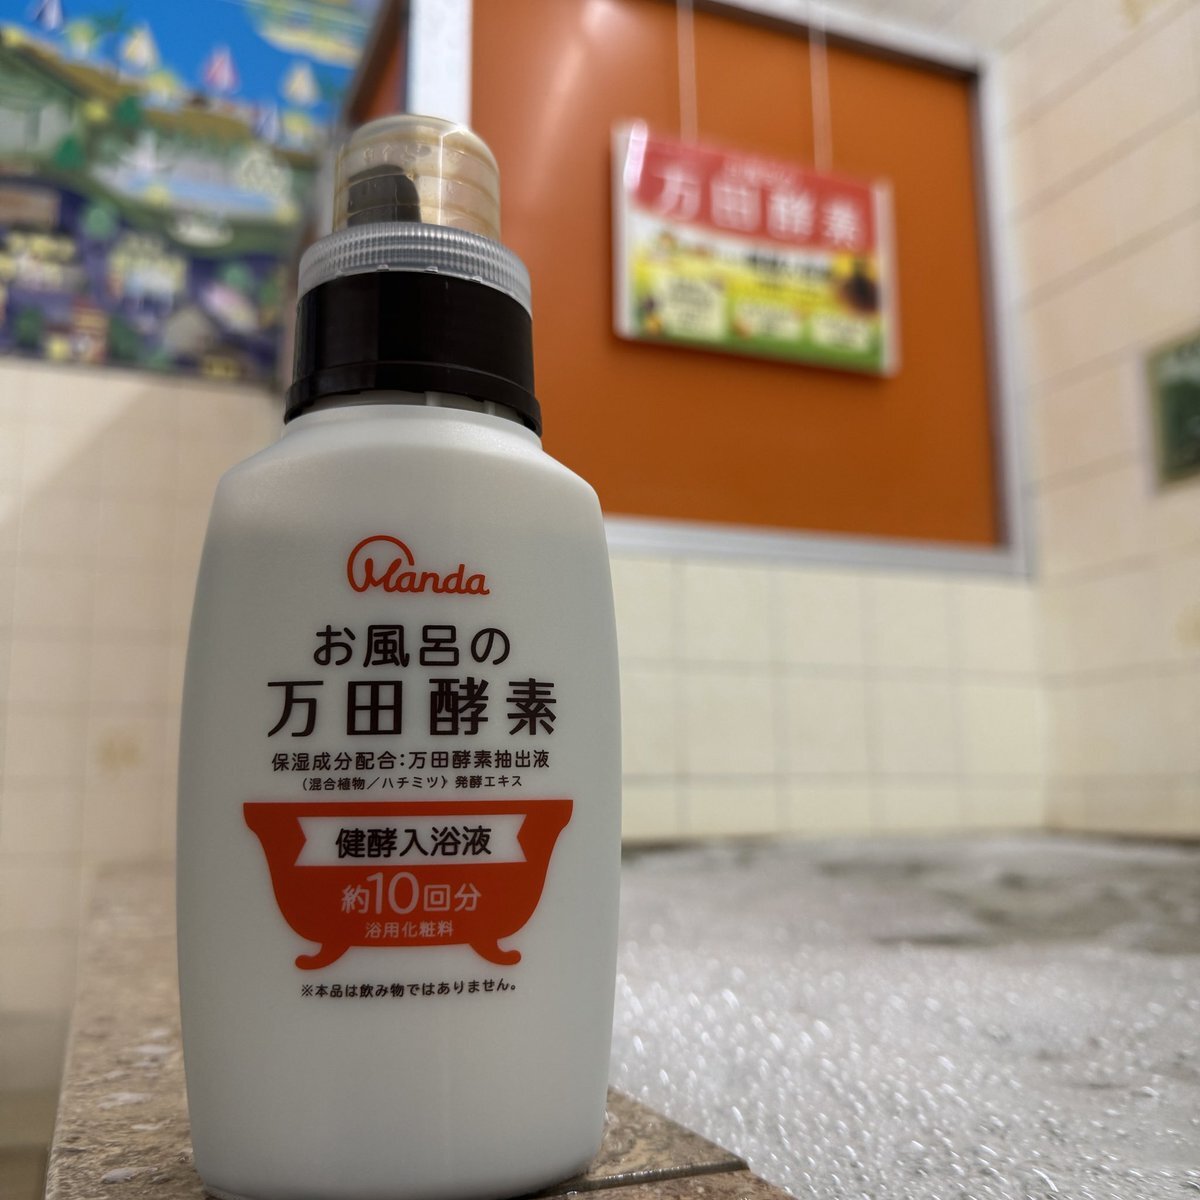 Manda
お風呂の
万田酵素
保湿成分配合：万田酵素抽出液
（混合植物／ハチミツ）発酵エキス
健酵入浴液
約10回分
浴用化粧料
※本品は飲み物ではありません。
万田酵素